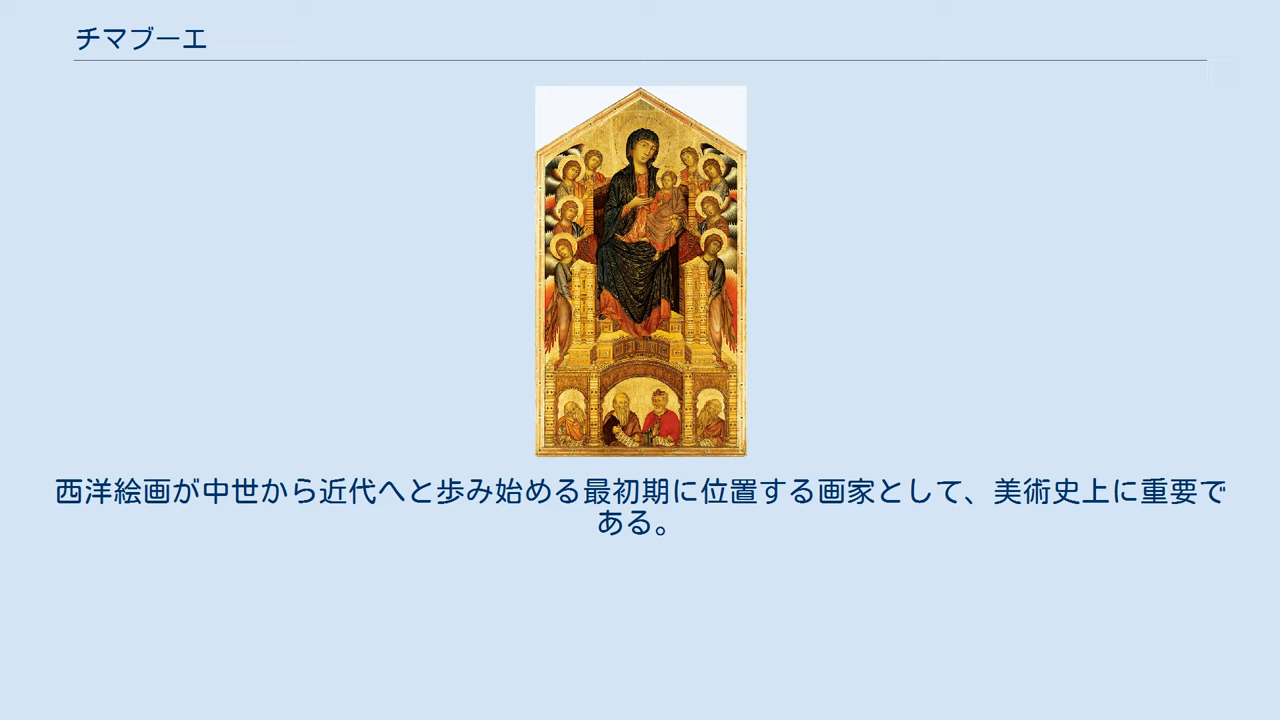 チマブーエ
西洋絵画が中世から近代へと歩み始める最初期に位置する画家として、美術史上に重要で
ある。